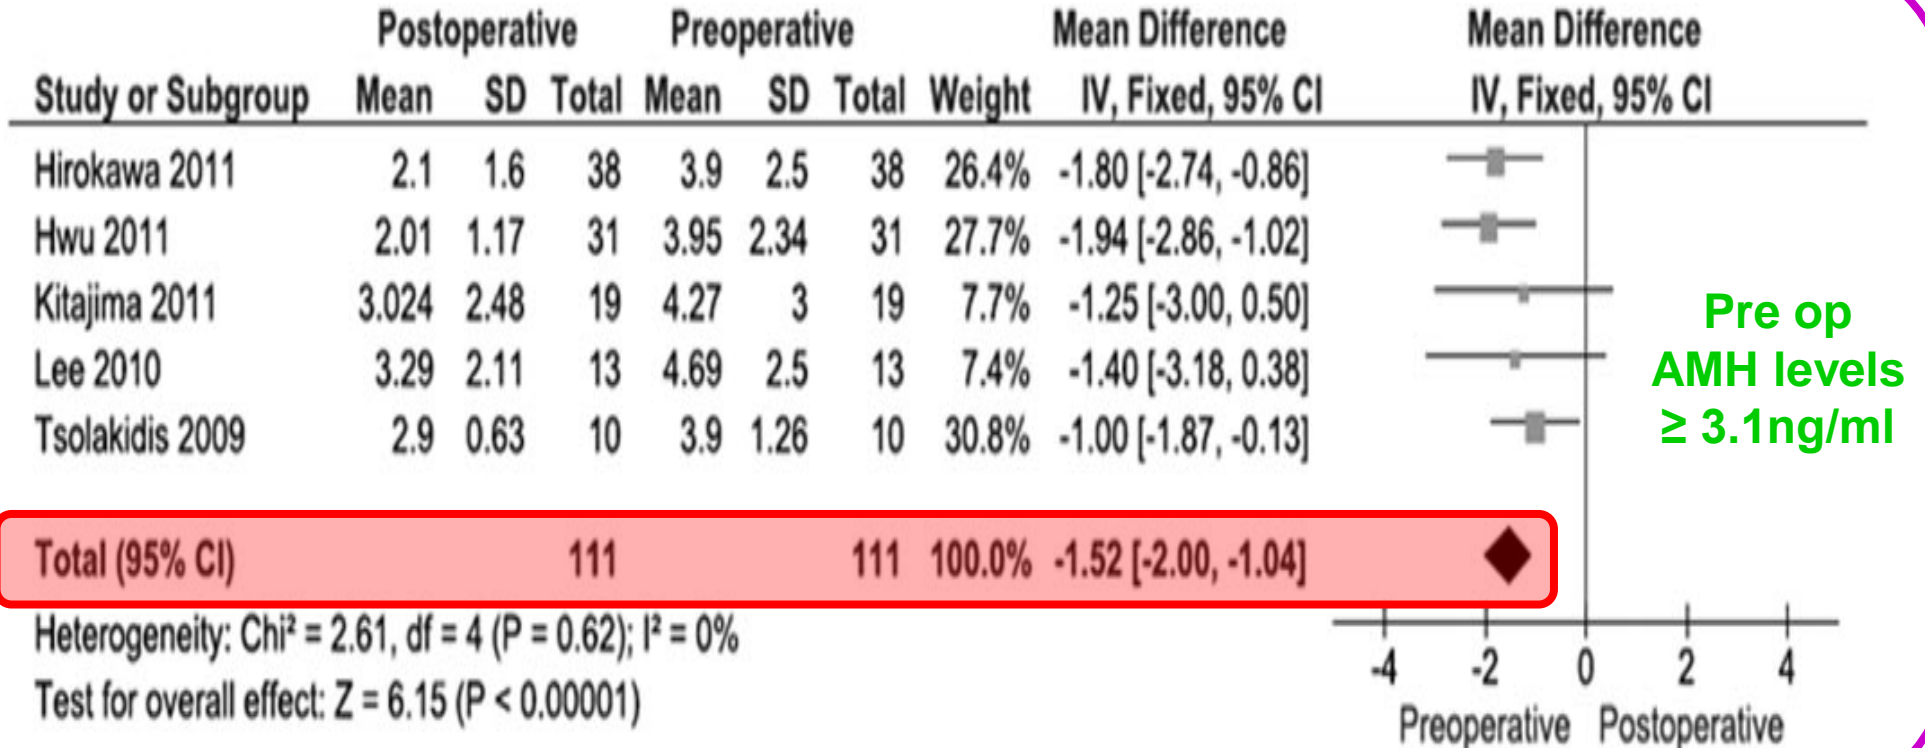 Postoperative Preoperative Mean Difference Mean Difference
Study or Subgroup Mean SD Total Mean SD Total Weight IV, Fixed, 95% CI IV, Fixed, 95% CI
Hirokawa 2011 2.1 1.6 38 3.9 2.5 38 26.4% -1.80 [-2.74, -0.86]
Hwu 2011 2.01 1.17 31 3.95 2.34 31 27.7% -1.94 [-2.86, -1.02]
Kitajima 2011 3.024 2.48 19 4.27 3 19 7.7% -1.25 [-3.00, 0.50]
Lee 2010 3.29 2.11 13 4.69 2.5 13 7.4% -1.40 [-3.18, 0.38]
Tsolakidis 2009 2.9 0.63 10 3.9 1.26 10 30.8% -1.00 [-1.87, -0.13]
Pre op
AMH levels
≥ 3.1ng/ml
Total (95% CI) 111 111 100.0% -1.52 [-2.00, -1.04]
Heterogeneity: Chi² = 2.61, df = 4 (P = 0.62); I² = 0%
Test for overall effect: Z = 6.15 (P < 0.00001)
-4 -2 0 2 4
Preoperative Postoperative